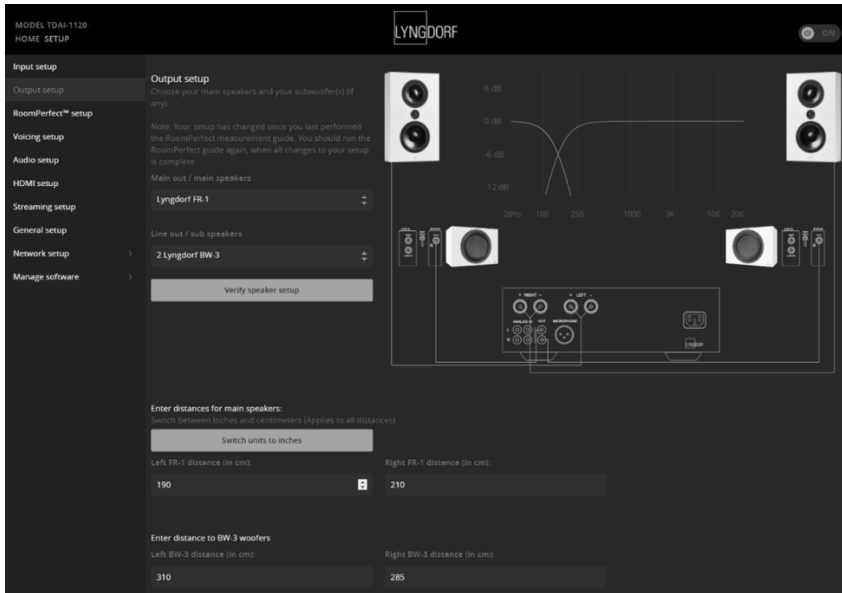 MODEL TDAI-1120
HOME SETUP
LYNGDORF
ON
Input setup
Output setup
RoomPerfect™ setup
Voicing setup
Audio setup
HDMI setup
Streaming setup
General setup
Network setup
Manage software
Output setup
Choose your main speakers and your subwoofer(s) (if
any)
Note: Your setup has changed since you last performed
the RoomPerfect measurement guide. You should run the
RoomPerfect guide again, when all changes to your setup
is complete
Main out / main speakers
Lyngdorf FR-1
Line out / sub speakers
2 Lyngdorf BW-3
Verify speaker setup
6 dB
0 dB
-6 dB
-12 dB
20Hz 100 250 1000 3K 10K 20K
+ RIGHT - + LEFT -
ANALOG IN OUT MICROPHONE
L
R
LYNGDORF
Enter distances for main speakers:
Switch between Inches and centimeters (Applies to all distances)
Switch units to inches
Left FR-1 distance (in cm): Right FR-1 distance (in cm):
190 210
Enter distance to BW-3 woofers
Left BW-3 distance (in cm): Right BW-3 distance (in cm):
310 285